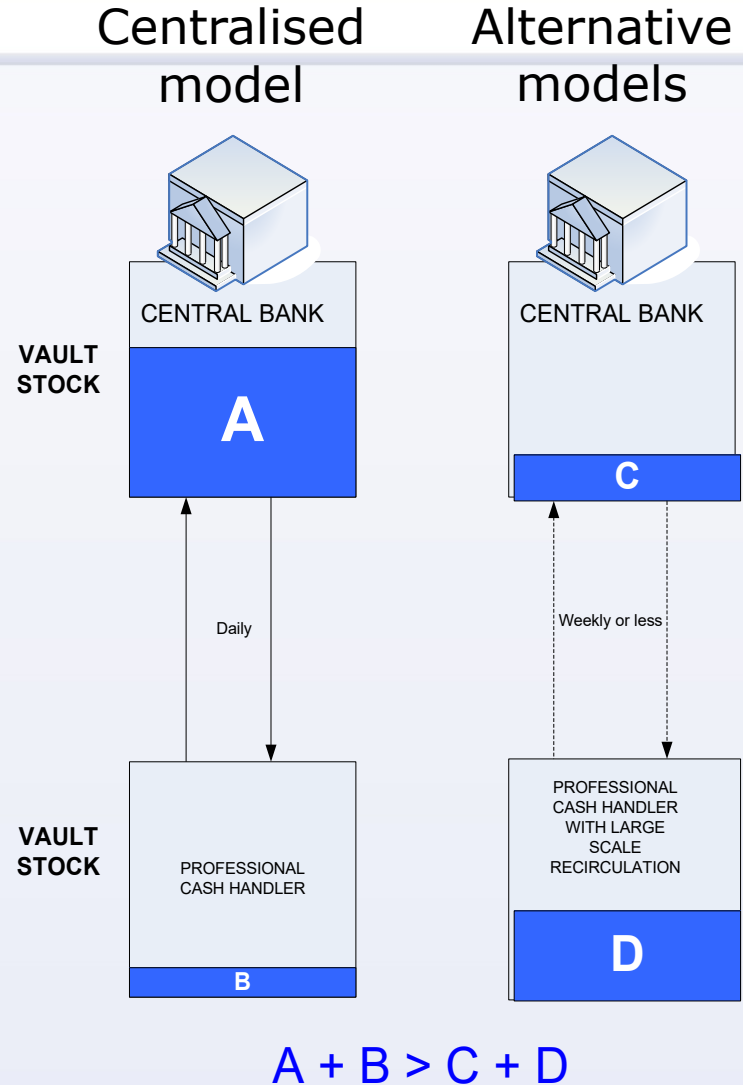 Centralised
model
Alternative
models
CENTRAL BANK
CENTRAL BANK
VAULT
STOCK
A
C
Daily
Weekly or less
VAULT
STOCK
PROFESSIONAL
CASH HANDLER
B
PROFESSIONAL
CASH HANDLER
WITH LARGE
SCALE
RECIRCULATION
D
A + B > C + D